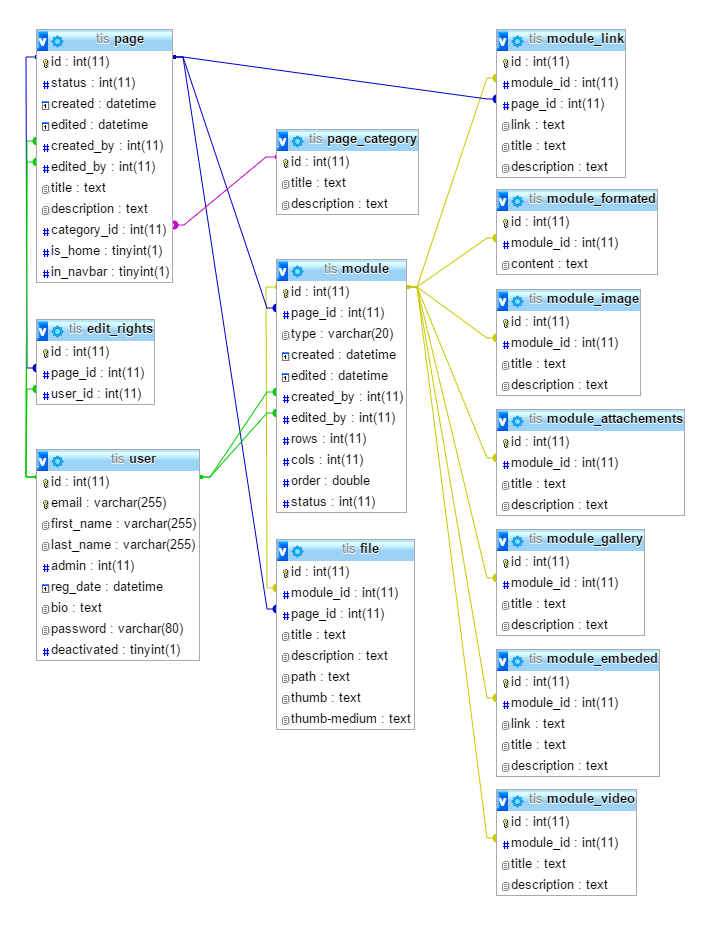 v tis page
id : int(11)
status : int(11)
created : datetime
edited : datetime
created_by : int(11)
edited_by : int(11)
title : text
description : text
category_id : int(11)
is_home : tinyint(1)
in_navbar : tinyint(1)
v tis edit_rights
id : int(11)
page_id : int(11)
user_id : int(11)
v tis user
id : int(11)
email : varchar(255)
first_name : varchar(255)
last_name : varchar(255)
admin : int(11)
reg_date : datetime
bio : text
password : varchar(80)
deactivated : tinyint(1)
v tis page_category
id : int(11)
title : text
description : text
v tis module
id : int(11)
page_id : int(11)
type : varchar(20)
created : datetime
edited : datetime
created_by : int(11)
edited_by : int(11)
rows : int(11)
cols : int(11)
order : double
status : int(11)
v tis file
id : int(11)
module_id : int(11)
page_id : int(11)
title : text
description : text
path : text
thumb : text
thumb-medium : text
v tis module_link
id : int(11)
module_id : int(11)
page_id : int(11)
link : text
title : text
description : text
v tis module_formated
id : int(11)
module_id : int(11)
content : text
v tis module_image
id : int(11)
module_id : int(11)
title : text
description : text
v tis module_attachements
id : int(11)
module_id : int(11)
title : text
description : text
v tis module_gallery
id : int(11)
module_id : int(11)
title : text
description : text
v tis module_embeded
id : int(11)
module_id : int(11)
link : text
title : text
description : text
v tis module_video
id : int(11)
module_id : int(11)
title : text
description : text